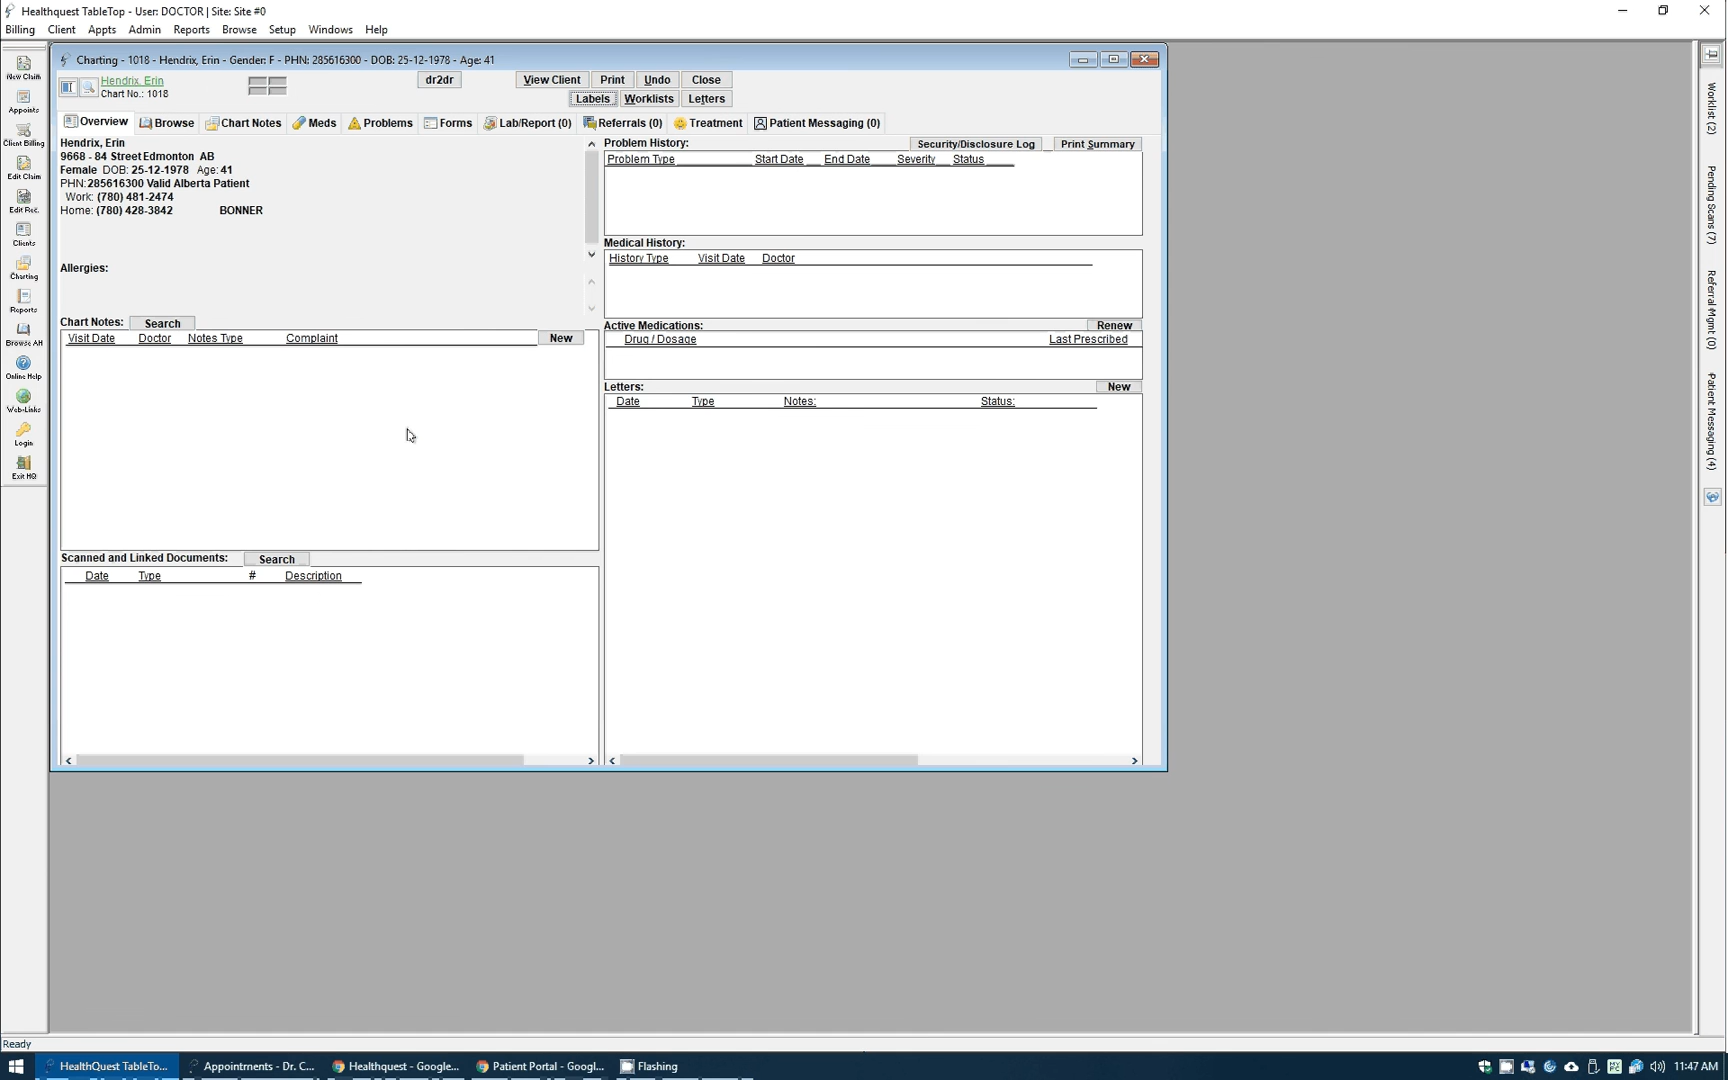 Healthquest TableTop - User: DOCTOR | Site: Site #0
Billing Client Appts Admin Reports Browse Setup Windows Help
New Claim
Appoints
Client Billing
Edit Claim
Edit Rec.
Clients
Charting
Reports
Browse AH
Online Help
Web-Links
Login
Exit HQ
Charting - 1018 - Hendrix, Erin - Gender: F - PHN: 285616300 - DOB: 25-12-1978 - Age: 41
Hendrix, Erin
Chart No.: 1018
dr2dr
View Client Print Undo Close
Labels Worklists Letters
Overview Browse Chart Notes Meds Problems Forms Lab/Report (0) Referrals (0) Treatment Patient Messaging (0)
Hendrix, Erin
9668 - 84 Street Edmonton AB
Female DOB: 25-12-1978 Age: 41
PHN:285616300 Valid Alberta Patient
Work: (780) 481-2474
Home: (780) 428-3842 BONNER
Allergies:
Chart Notes: Search
Visit Date Doctor Notes Type Complaint New
Scanned and Linked Documents: Search
Date Type # Description
Problem History: Security/Disclosure Log Print Summary
Problem Type Start Date End Date Severity Status
Medical History:
History Type Visit Date Doctor
Active Medications: Renew
Drug / Dosage Last Prescribed
Letters: New
Date Type Notes: Status:
Worklist (2)
Pending Scans (7)
Referral Mgmt (0)
Patient Messaging (4)
Ready
HealthQuest TableTo... Appointments - Dr. C... Healthquest - Google... Patient Portal - Googl... Flashing 11:47 AM